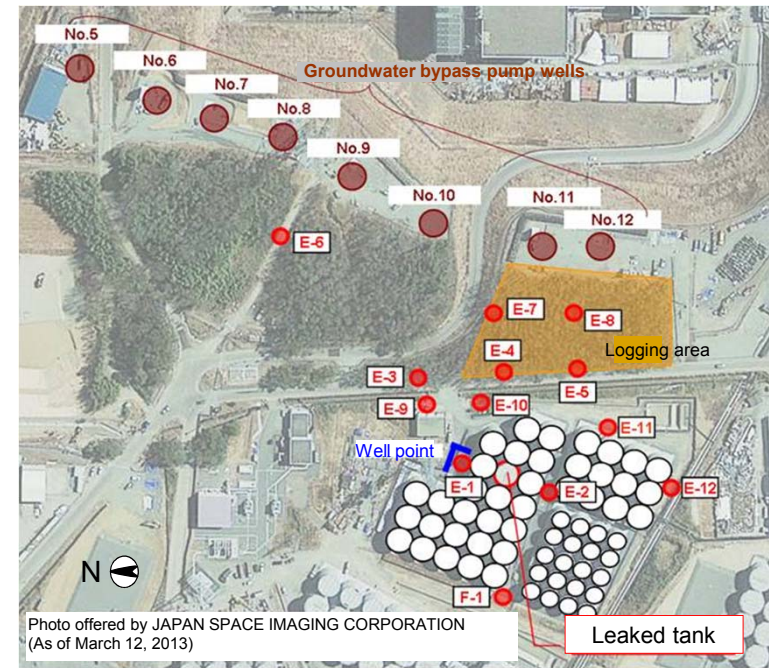 No.5
No.6
No.7
Groundwater bypass pump wells
No.8
No.9
No.10
No.11
No.12
E-6
E-7
E-8
E-4
Logging area
E-3
E-5
E-9
E-10
E-11
Well point
E-1
E-2
E-12
N
F-1
Photo offered by JAPAN SPACE IMAGING CORPORATION
(As of March 12, 2013)
Leaked tank